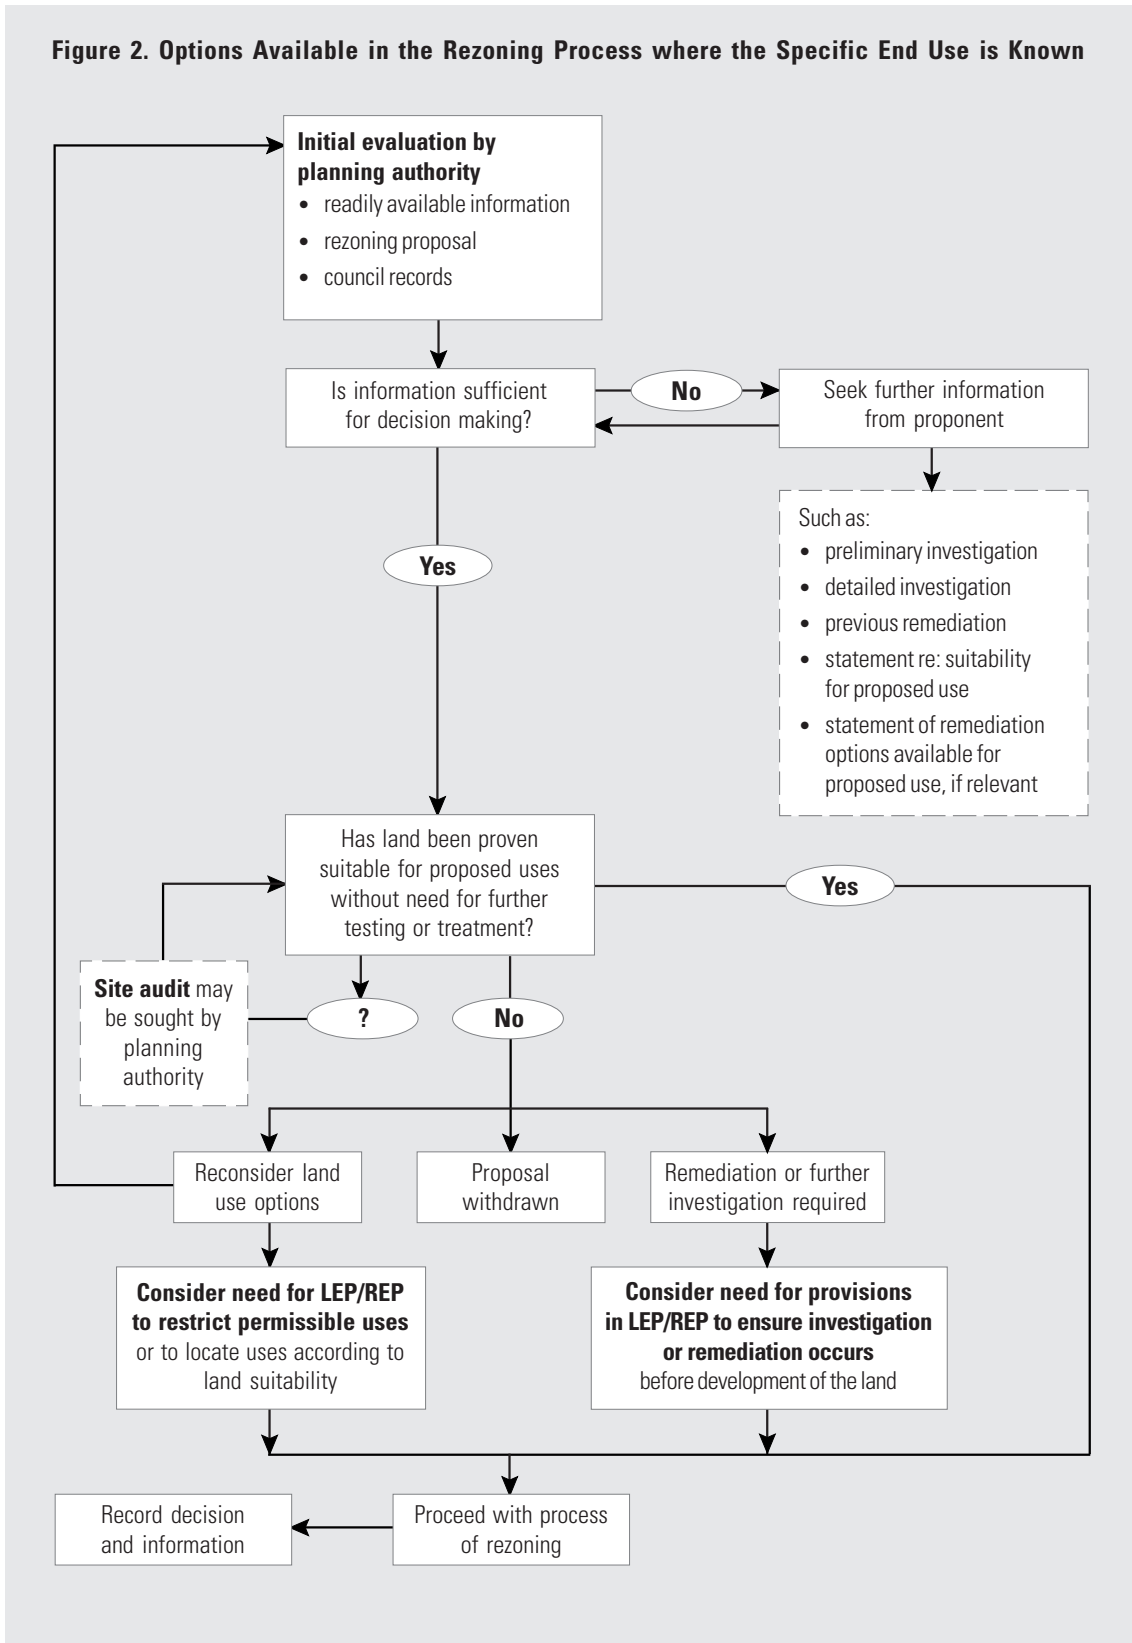 Figure 2. Options Available in the Rezoning Process where the Specific End Use is Known
Initial evaluation by
planning authority
• readily available information
• rezoning proposal
• council records
Is information sufficient
for decision making?
No
Seek further information
from proponent
Such as:
• preliminary investigation
• detailed investigation
• previous remediation
• statement re: suitability
for proposed use
• statement of remediation
options available for
proposed use, if relevant
Yes
Has land been proven
suitable for proposed uses
without need for further
testing or treatment?
Yes
Site audit may
be sought by
planning
authority
?
No
Reconsider land
use options
Proposal
withdrawn
Remediation or further
investigation required
Consider need for LEP/REP
to restrict permissible uses
or to locate uses according to
land suitability
Consider need for provisions
in LEP/REP to ensure investigation
or remediation occurs
before development of the land
Record decision
and information
Proceed with process
of rezoning